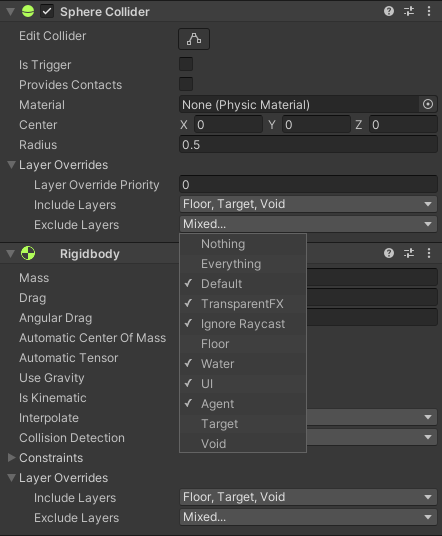 Sphere Collider
Edit Collider
Is Trigger
Provides Contacts
Material None (Physic Material)
Center X 0 Y 0 Z 0
Radius 0.5
Layer Overrides
Layer Override Priority 0
Include Layers Floor, Target, Void
Exclude Layers Mixed...
Nothing
Everything
Default
TransparentFX
Ignore Raycast
Floor
Water
UI
Agent
Target
Void
Rigidbody
Mass
Drag
Angular Drag
Automatic Center Of Mass
Automatic Tensor
Use Gravity
Is Kinematic
Interpolate
Collision Detection
Constraints
Layer Overrides
Include Layers Floor, Target, Void
Exclude Layers Mixed...